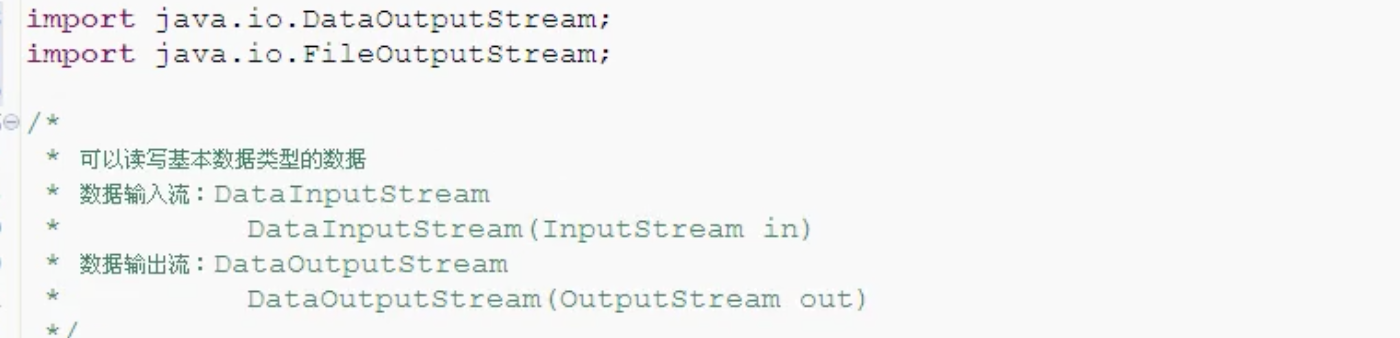 import java.io.DataOutputStream;
import java.io.FileOutputStream;
/*
* 可以读写基本数据类型的数据
* 数据输入流：DataInputStream
* DataInputStream(InputStream in)
* 数据输出流：DataOutputStream
* DataOutputStream(OutputStream out)
*/